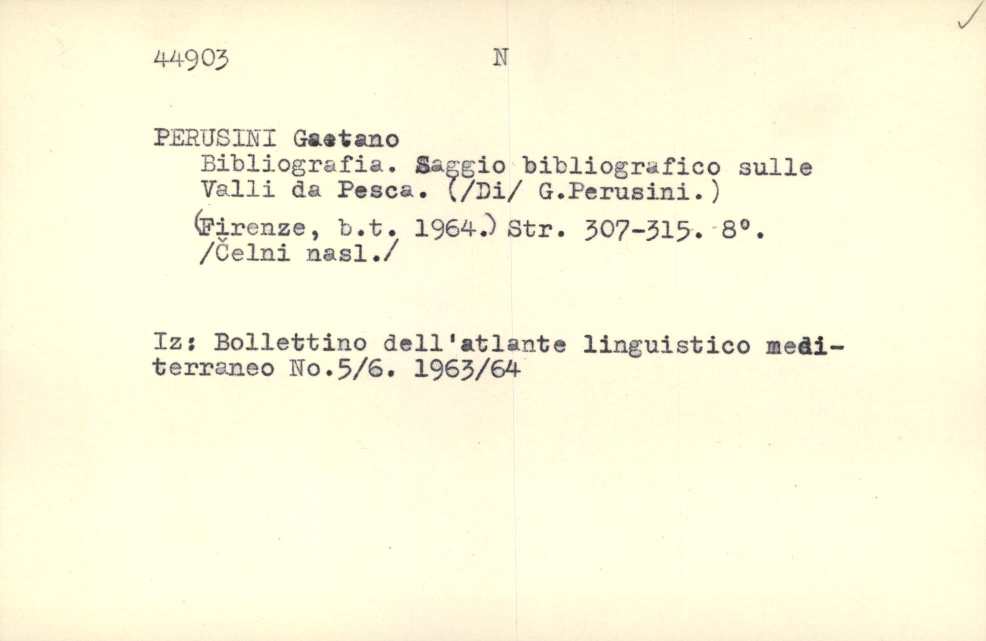 44903 N
PERUSINI Gaetano
Bibliografia. Saggio bibliografico sulle
Valli da Pesca. (/Di/ G.Perusini.)
(Firenze, b.t. 1964.) Str. 307-315. 8°.
/Čelni nasl./
Iz: Bollettino dell'atlante linguistico medi-
terraneo No.5/6. 1963/64